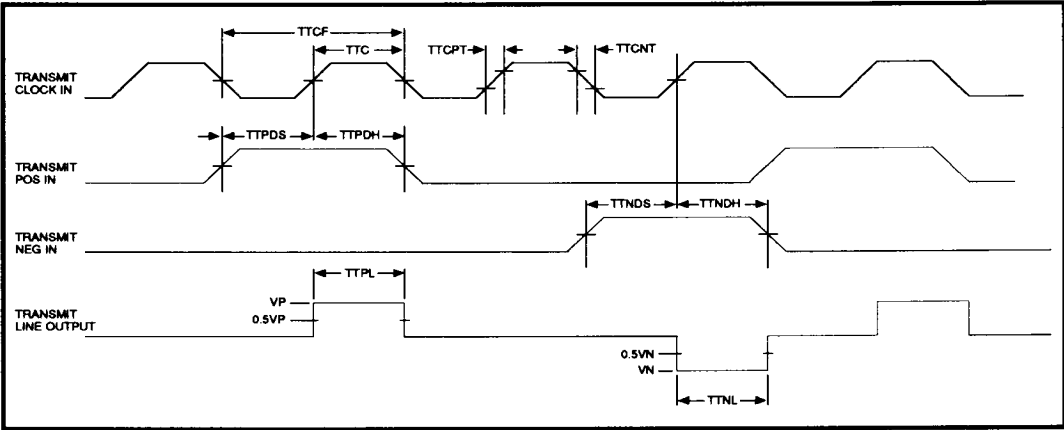 TTCF
TTC
TTCPT
TTCNT
TRANSMIT
CLOCK IN
TTPDS
TTPDH
TRANSMIT
POS IN
TTNDS
TTNDH
TRANSMIT
NEG IN
TTPL
VP
0.5VP
TRANSMIT
LINE OUTPUT
0.5VN
VN
TTNL